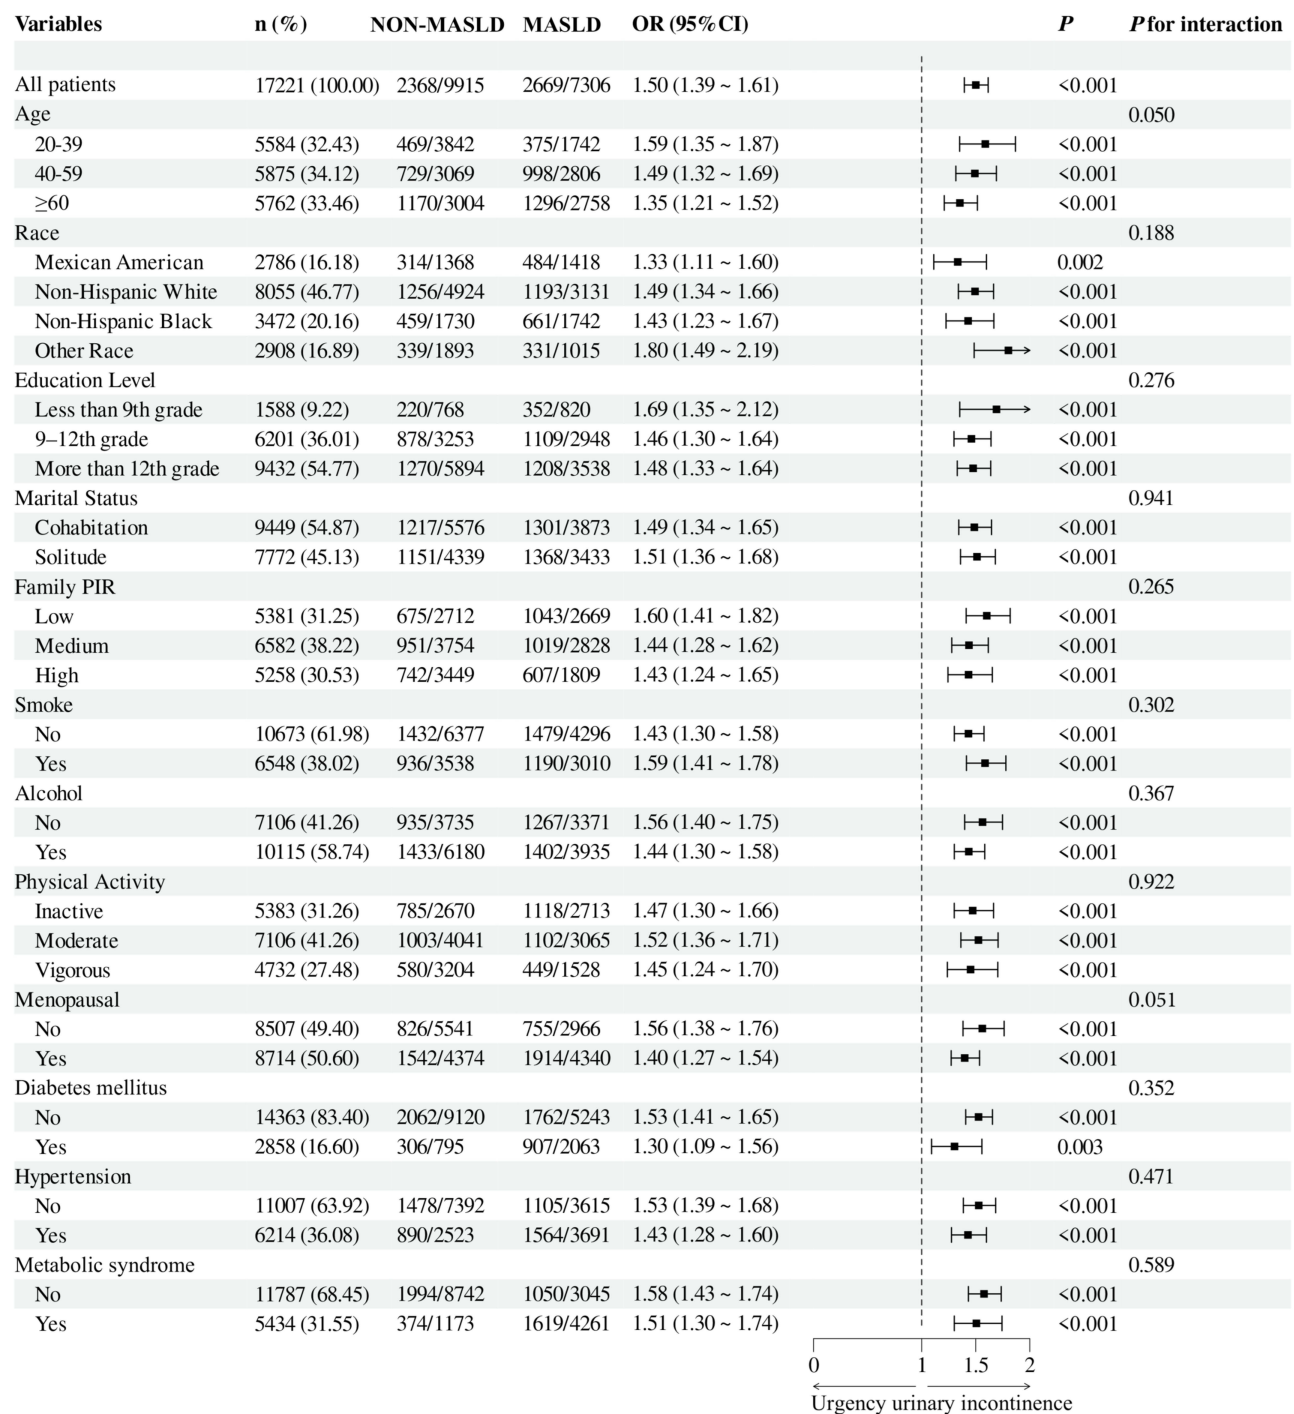 Variables n (%) NON-MASLD MASLD OR (95%CI) P P for interaction
All patients 17221 (100.00) 2368/9915 2669/7306 1.50 (1.39 ~ 1.61) <0.001
Age 0.050
20-39 5584 (32.43) 469/3842 375/1742 1.59 (1.35 ~ 1.87) <0.001
40-59 5875 (34.12) 729/3069 998/2806 1.49 (1.32 ~ 1.69) <0.001
≥60 5762 (33.46) 1170/3004 1296/2758 1.35 (1.21 ~ 1.52) <0.001
Race 0.188
Mexican American 2786 (16.18) 314/1368 484/1418 1.33 (1.11 ~ 1.60) 0.002
Non-Hispanic White 8055 (46.77) 1256/4924 1193/3131 1.49 (1.34 ~ 1.66) <0.001
Non-Hispanic Black 3472 (20.16) 459/1730 661/1742 1.43 (1.23 ~ 1.67) <0.001
Other Race 2908 (16.89) 339/1893 331/1015 1.80 (1.49 ~ 2.19) <0.001
Education Level 0.276
Less than 9th grade 1588 (9.22) 220/768 352/820 1.69 (1.35 ~ 2.12) <0.001
9–12th grade 6201 (36.01) 878/3253 1109/2948 1.46 (1.30 ~ 1.64) <0.001
More than 12th grade 9432 (54.77) 1270/5894 1208/3538 1.48 (1.33 ~ 1.64) <0.001
Marital Status 0.941
Cohabitation 9449 (54.87) 1217/5576 1301/3873 1.49 (1.34 ~ 1.65) <0.001
Solitude 7772 (45.13) 1151/4339 1368/3433 1.51 (1.36 ~ 1.68) <0.001
Family PIR 0.265
Low 5381 (31.25) 675/2712 1043/2669 1.60 (1.41 ~ 1.82) <0.001
Medium 6582 (38.22) 951/3754 1019/2828 1.44 (1.28 ~ 1.62) <0.001
High 5258 (30.53) 742/3449 607/1809 1.43 (1.24 ~ 1.65) <0.001
Smoke 0.302
No 10673 (61.98) 1432/6377 1479/4296 1.43 (1.30 ~ 1.58) <0.001
Yes 6548 (38.02) 936/3538 1190/3010 1.59 (1.41 ~ 1.78) <0.001
Alcohol 0.367
No 7106 (41.26) 935/3735 1267/3371 1.56 (1.40 ~ 1.75) <0.001
Yes 10115 (58.74) 1433/6180 1402/3935 1.44 (1.30 ~ 1.58) <0.001
Physical Activity 0.922
Inactive 5383 (31.26) 785/2670 1118/2713 1.47 (1.30 ~ 1.66) <0.001
Moderate 7106 (41.26) 1003/4041 1102/3065 1.52 (1.36 ~ 1.71) <0.001
Vigorous 4732 (27.48) 580/3204 449/1528 1.45 (1.24 ~ 1.70) <0.001
Menopausal 0.051
No 8507 (49.40) 826/5541 755/2966 1.56 (1.38 ~ 1.76) <0.001
Yes 8714 (50.60) 1542/4374 1914/4340 1.40 (1.27 ~ 1.54) <0.001
Diabetes mellitus 0.352
No 14363 (83.40) 2062/9120 1762/5243 1.53 (1.41 ~ 1.65) <0.001
Yes 2858 (16.60) 306/795 907/2063 1.30 (1.09 ~ 1.56) 0.003
Hypertension 0.471
No 11007 (63.92) 1478/7392 1105/3615 1.53 (1.39 ~ 1.68) <0.001
Yes 6214 (36.08) 890/2523 1564/3691 1.43 (1.28 ~ 1.60) <0.001
Metabolic syndrome 0.589
No 11787 (68.45) 1994/8742 1050/3045 1.58 (1.43 ~ 1.74) <0.001
Yes 5434 (31.55) 374/1173 1619/4261 1.51 (1.30 ~ 1.74) <0.001
0 1 1.5 2
Urgency urinary incontinence